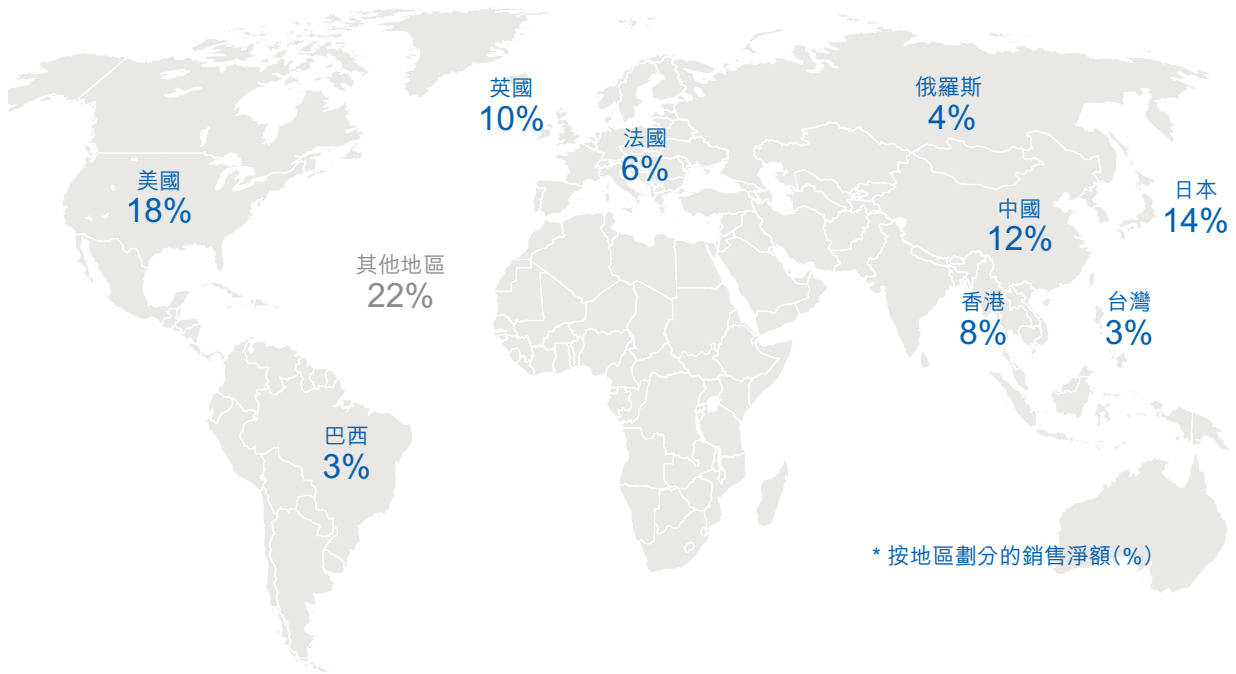 英國
10%
俄羅斯
4%
法國
6%
美國
18%
日本
14%
中國
12%
其他地區
22%
香港
8%
台灣
3%
巴西
3%
* 按地區劃分的銷售淨額(%)